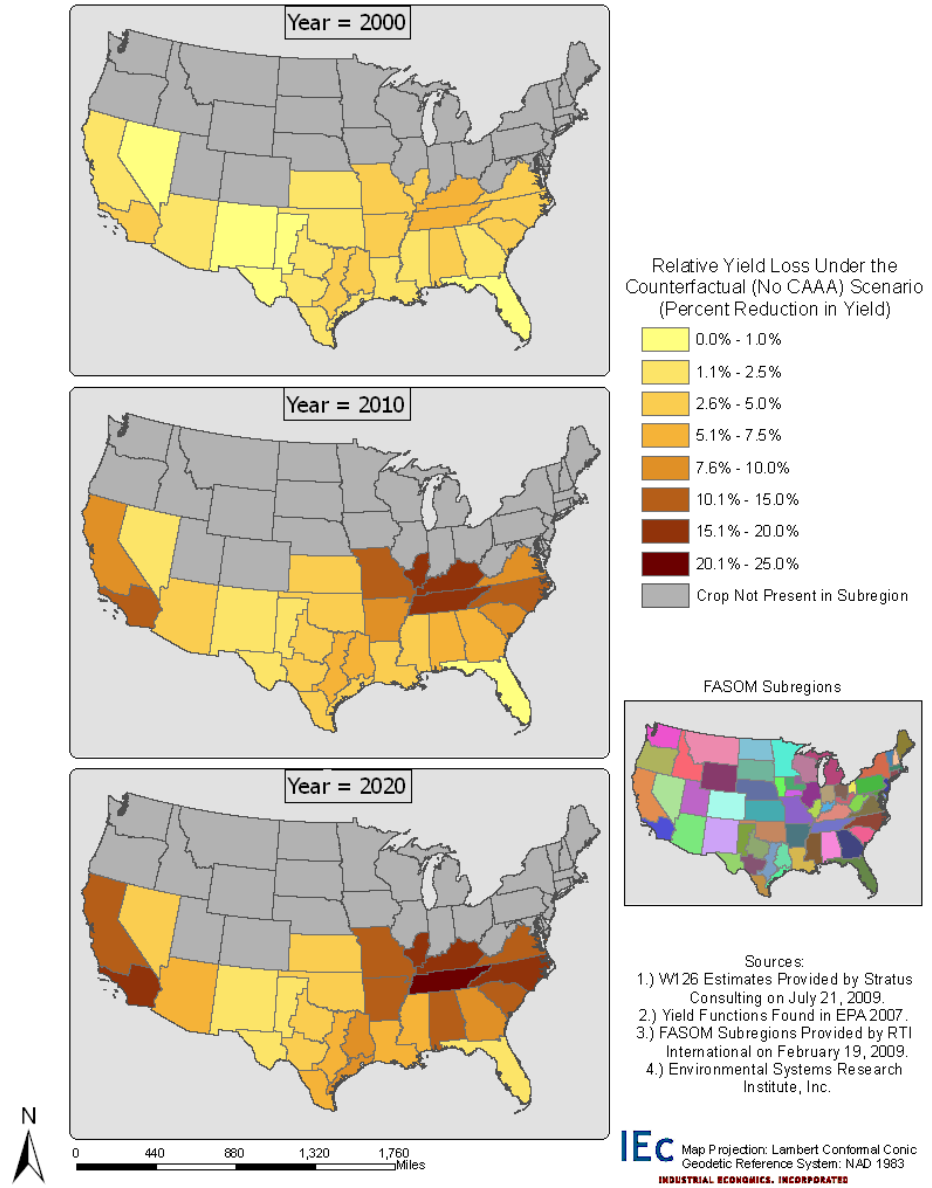 Year = 2000
Year = 2010
Year = 2020
Relative Yield Loss Under the
Counterfactual (No CAAA) Scenario
(Percent Reduction in Yield)
0.0% - 1.0%
1.1% - 2.5%
2.6% - 5.0%
5.1% - 7.5%
7.6% - 10.0%
10.1% - 15.0%
15.1% - 20.0%
20.1% - 25.0%
Crop Not Present in Subregion
FASOM Subregions
Sources:
1.) W126 Estimates Provided by Stratus
Consulting on July 21, 2009.
2.) Yield Functions Found in EPA 2007.
3.) FASOM Subregions Provided by RTI
International on February 19, 2009.
4.) Environmental Systems Research
Institute, Inc.
N
0 440 880 1,320 1,760
Miles
IEc
Map Projection: Lambert Conformal Conic
Geodetic Reference System: NAD 1983
INDUSTRIAL ECONOMICS, INCORPORATED